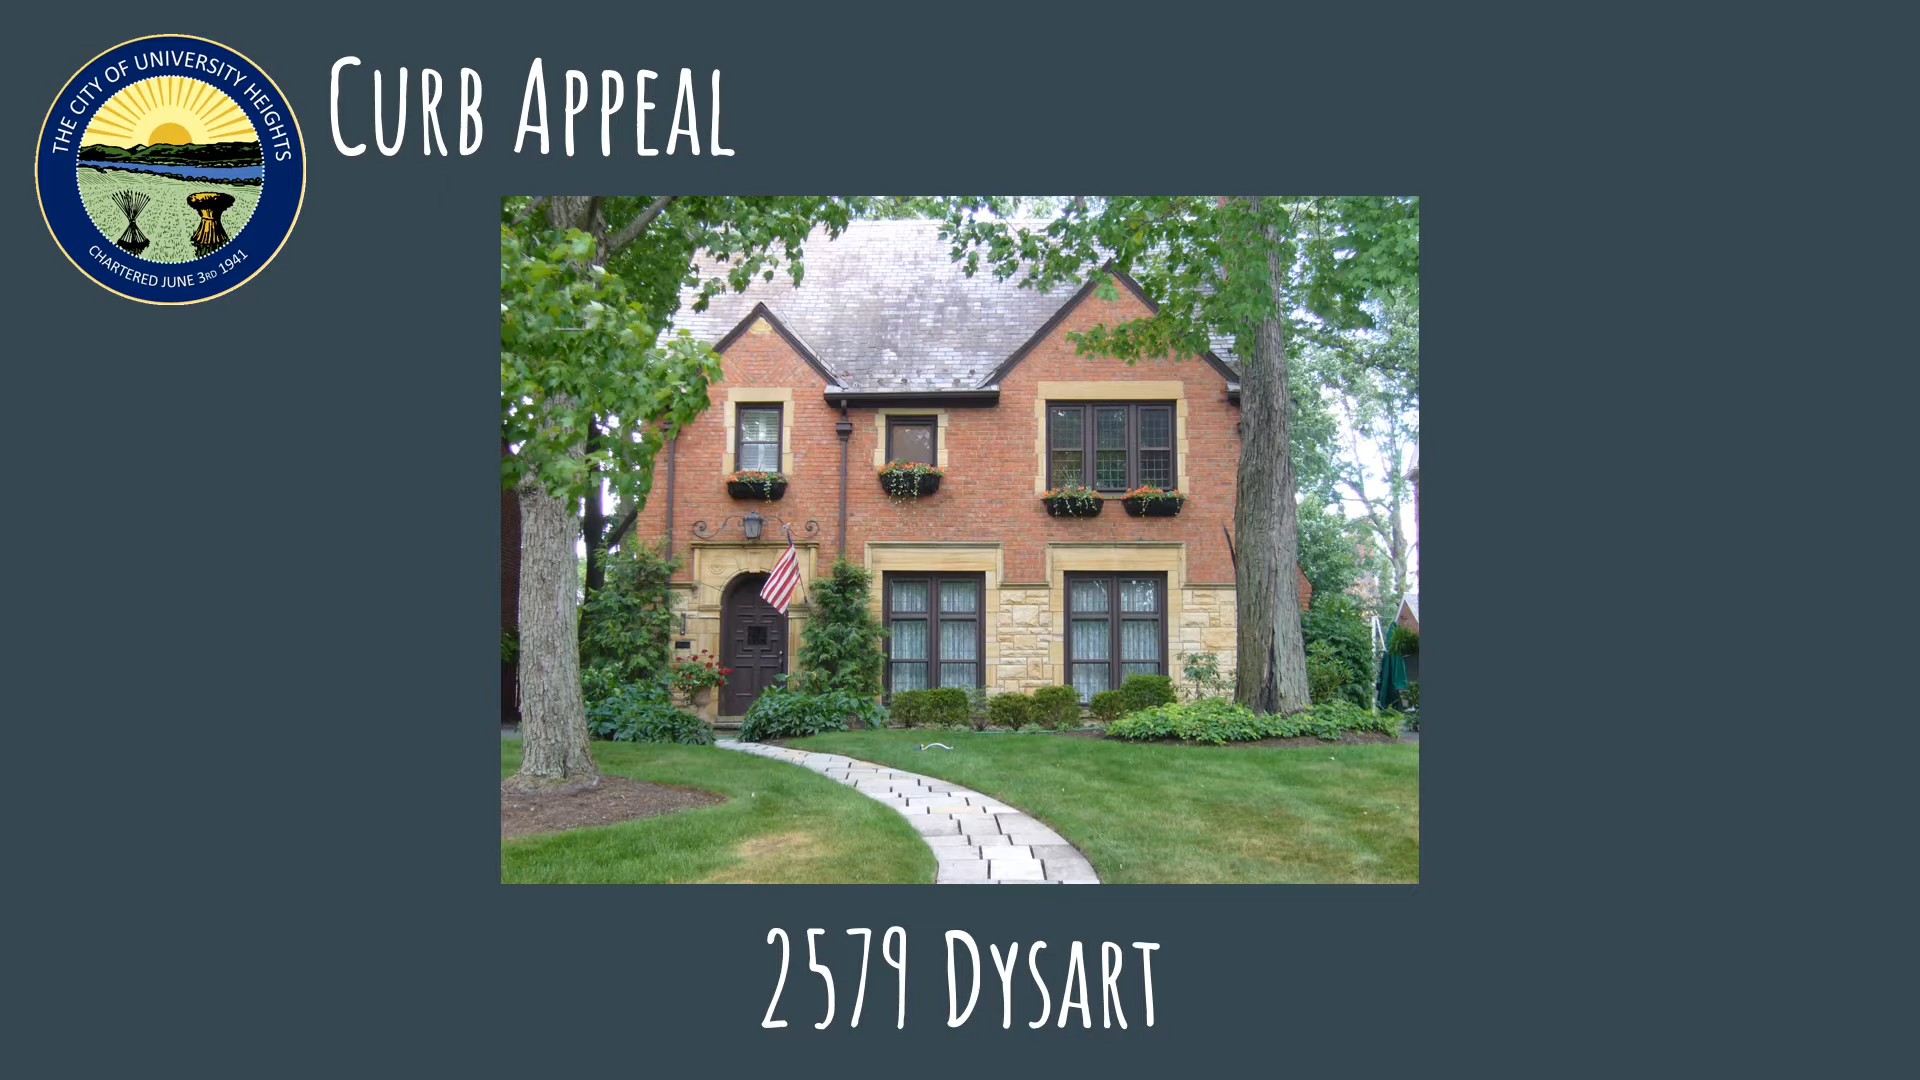 THE CITY OF UNIVERSITY HEIGHTS
CHARTERED JUNE 3RD 1941
CURB APPEAL
2579 DYSART